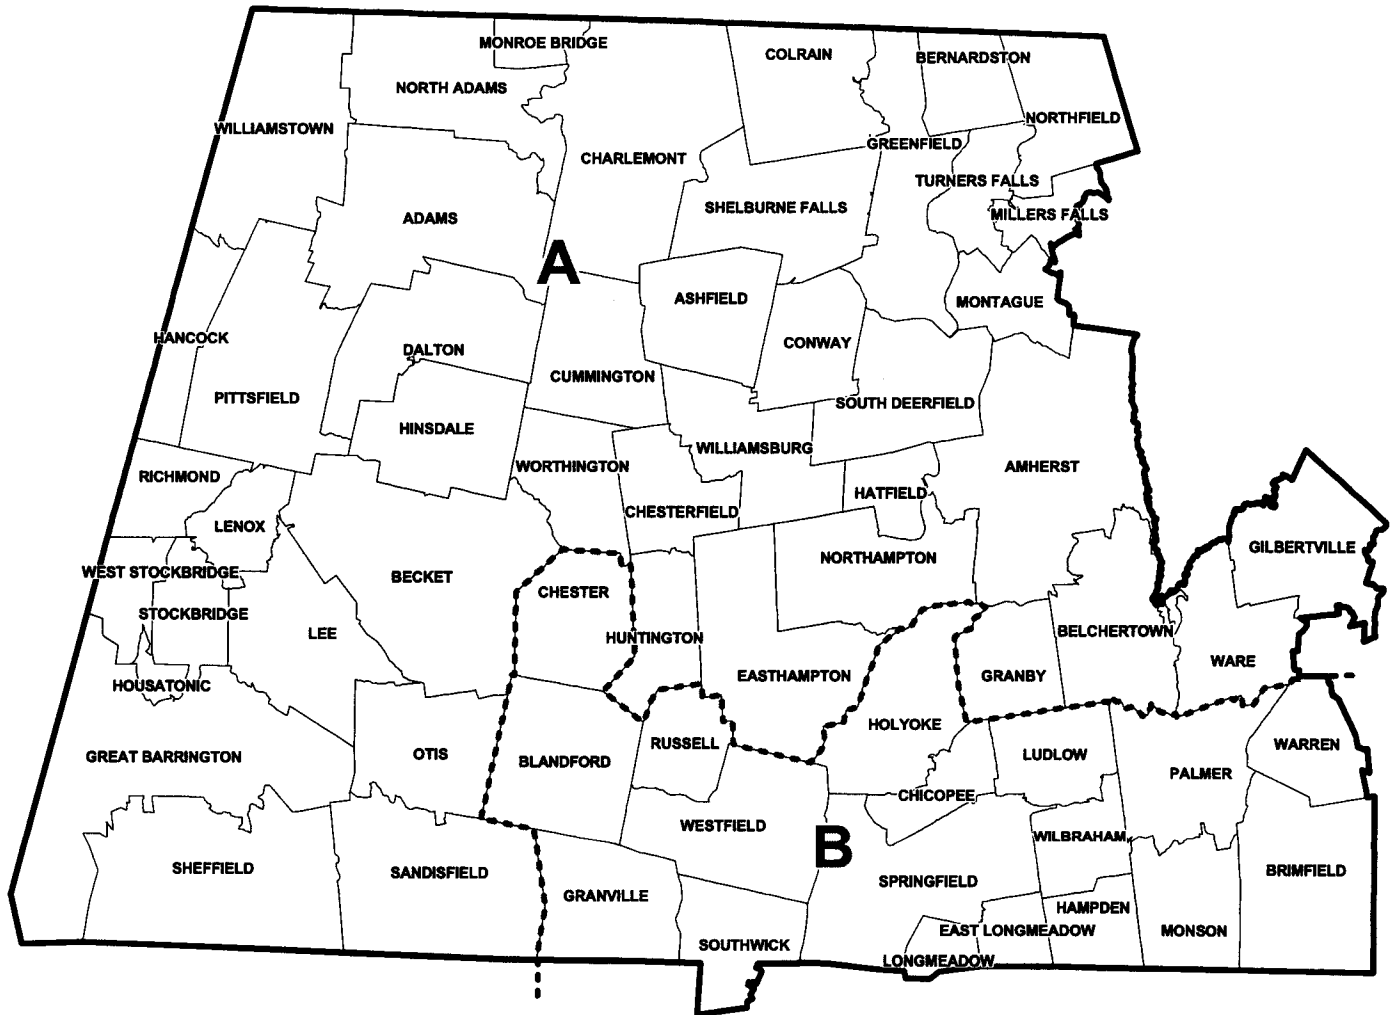 MONROE BRIDGE
COLRAIN
BERNARDSTON
NORTH ADAMS
NORTHFIELD
WILLIAMSTOWN
GREENFIELD
CHARLEMONT
TURNERS FALLS
SHELBURNE FALLS
MILLERS FALLS
ADAMS
A
ASHFIELD
MONTAGUE
HANCOCK
CONWAY
DALTON
CUMMINGTON
PITTSFIELD
SOUTH DEERFIELD
HINSDALE
WILLIAMSBURG
WORTHINGTON
AMHERST
RICHMOND
HATFIELD
CHESTERFIELD
LENOX
GILBERTVILLE
NORTHAMPTON
WEST STOCKBRIDGE
BECKET
CHESTER
STOCKBRIDGE
LEE
HUNTINGTON
BELCHERTOWN
WARE
EASTHAMPTON
GRANBY
HOUSATONIC
HOLYOKE
RUSSELL
WARREN
GREAT BARRINGTON
OTIS
LUDLOW
BLANDFORD
PALMER
CHICOPEE
WESTFIELD
WILBRAHAM
B
SHEFFIELD
SANDISFIELD
BRIMFIELD
SPRINGFIELD
GRANVILLE
HAMPDEN
EAST LONGMEADOW
MONSON
SOUTHWICK
LONGMEADOW